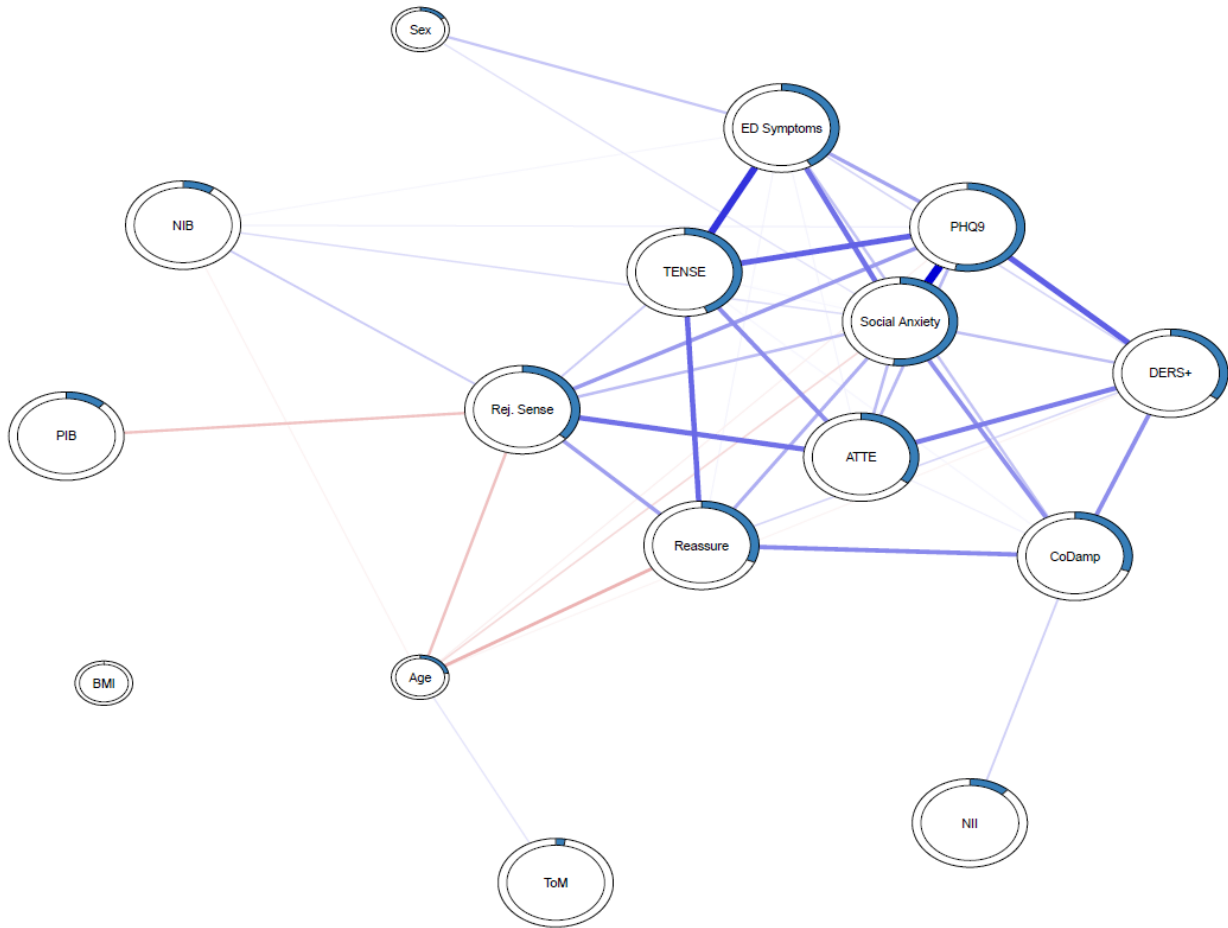 Sex
ED Symptoms
NIB
PHQ9
TENSE
Social Anxiety
DERS+
Rej. Sense
PIB
ATTE
Reassure
CoDamp
Age
BMI
NII
ToM